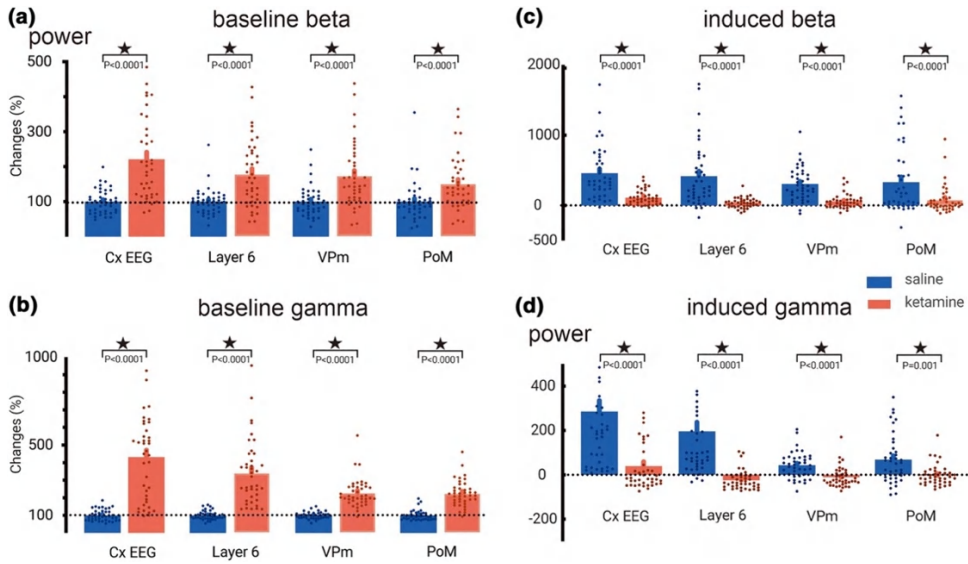 (a)
baseline beta
power
★ ★ ★ ★
P<0.0001 P<0.0001 P<0.0001 P<0.0001
Changes (%)
500
300
100
Cx EEG Layer 6 VPm PoM
(b)
baseline gamma
★ ★ ★ ★
P<0.0001 P<0.0001 P<0.0001 P<0.0001
Changes (%)
1000
500
100
Cx EEG Layer 6 VPm PoM
(c)
induced beta
★ ★ ★ ★
P<0.0001 P<0.0001 P<0.0001 P<0.0001
2000
1000
0
-500
Cx EEG Layer 6 VPm PoM
saline
ketamine
(d)
induced gamma
power
★ ★ ★ ★
P<0.0001 P<0.0001 P<0.0001 P=0.001
400
200
0
-200
Cx EEG Layer 6 VPm PoM